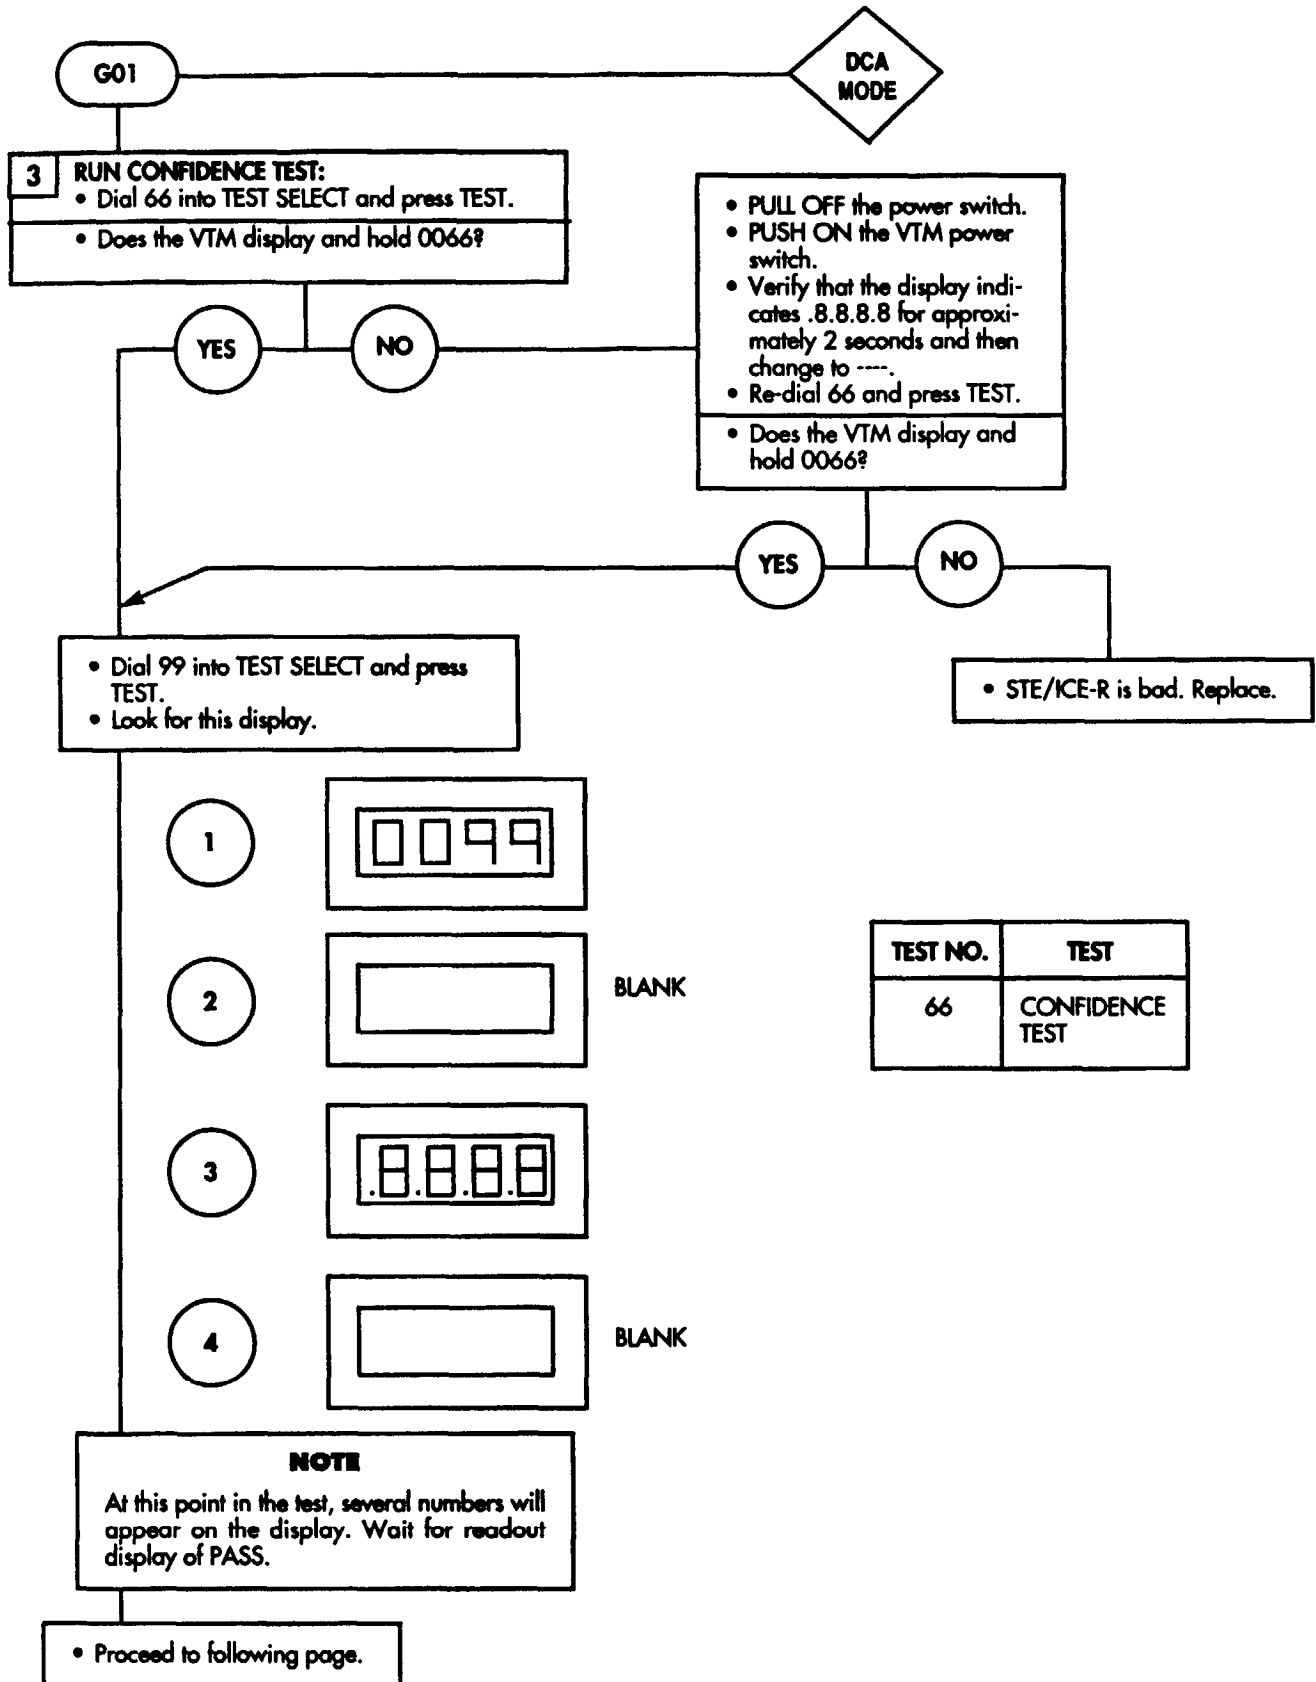 G01
DCA
MODE
3 RUN CONFIDENCE TEST:
• Dial 66 into TEST SELECT and press TEST.
• Does the VTM display and hold 0066?
YES
NO
• PULL OFF the power switch.
• PUSH ON the VTM power
switch.
• Verify that the display indi-
cates .8.8.8.8 for approxi-
mately 2 seconds and then
change to ----.
• Re-dial 66 and press TEST.
• Does the VTM display and
hold 0066?
YES
NO
• STE/ICE-R is bad. Replace.
• Dial 99 into TEST SELECT and press
TEST.
• Look for this display.
1
0099
2
BLANK
3
.8.8.8.8
4
BLANK
TEST NO. TEST
66 CONFIDENCE
TEST
NOTE
At this point in the test, several numbers will
appear on the display. Wait for readout
display of PASS.
• Proceed to following page.